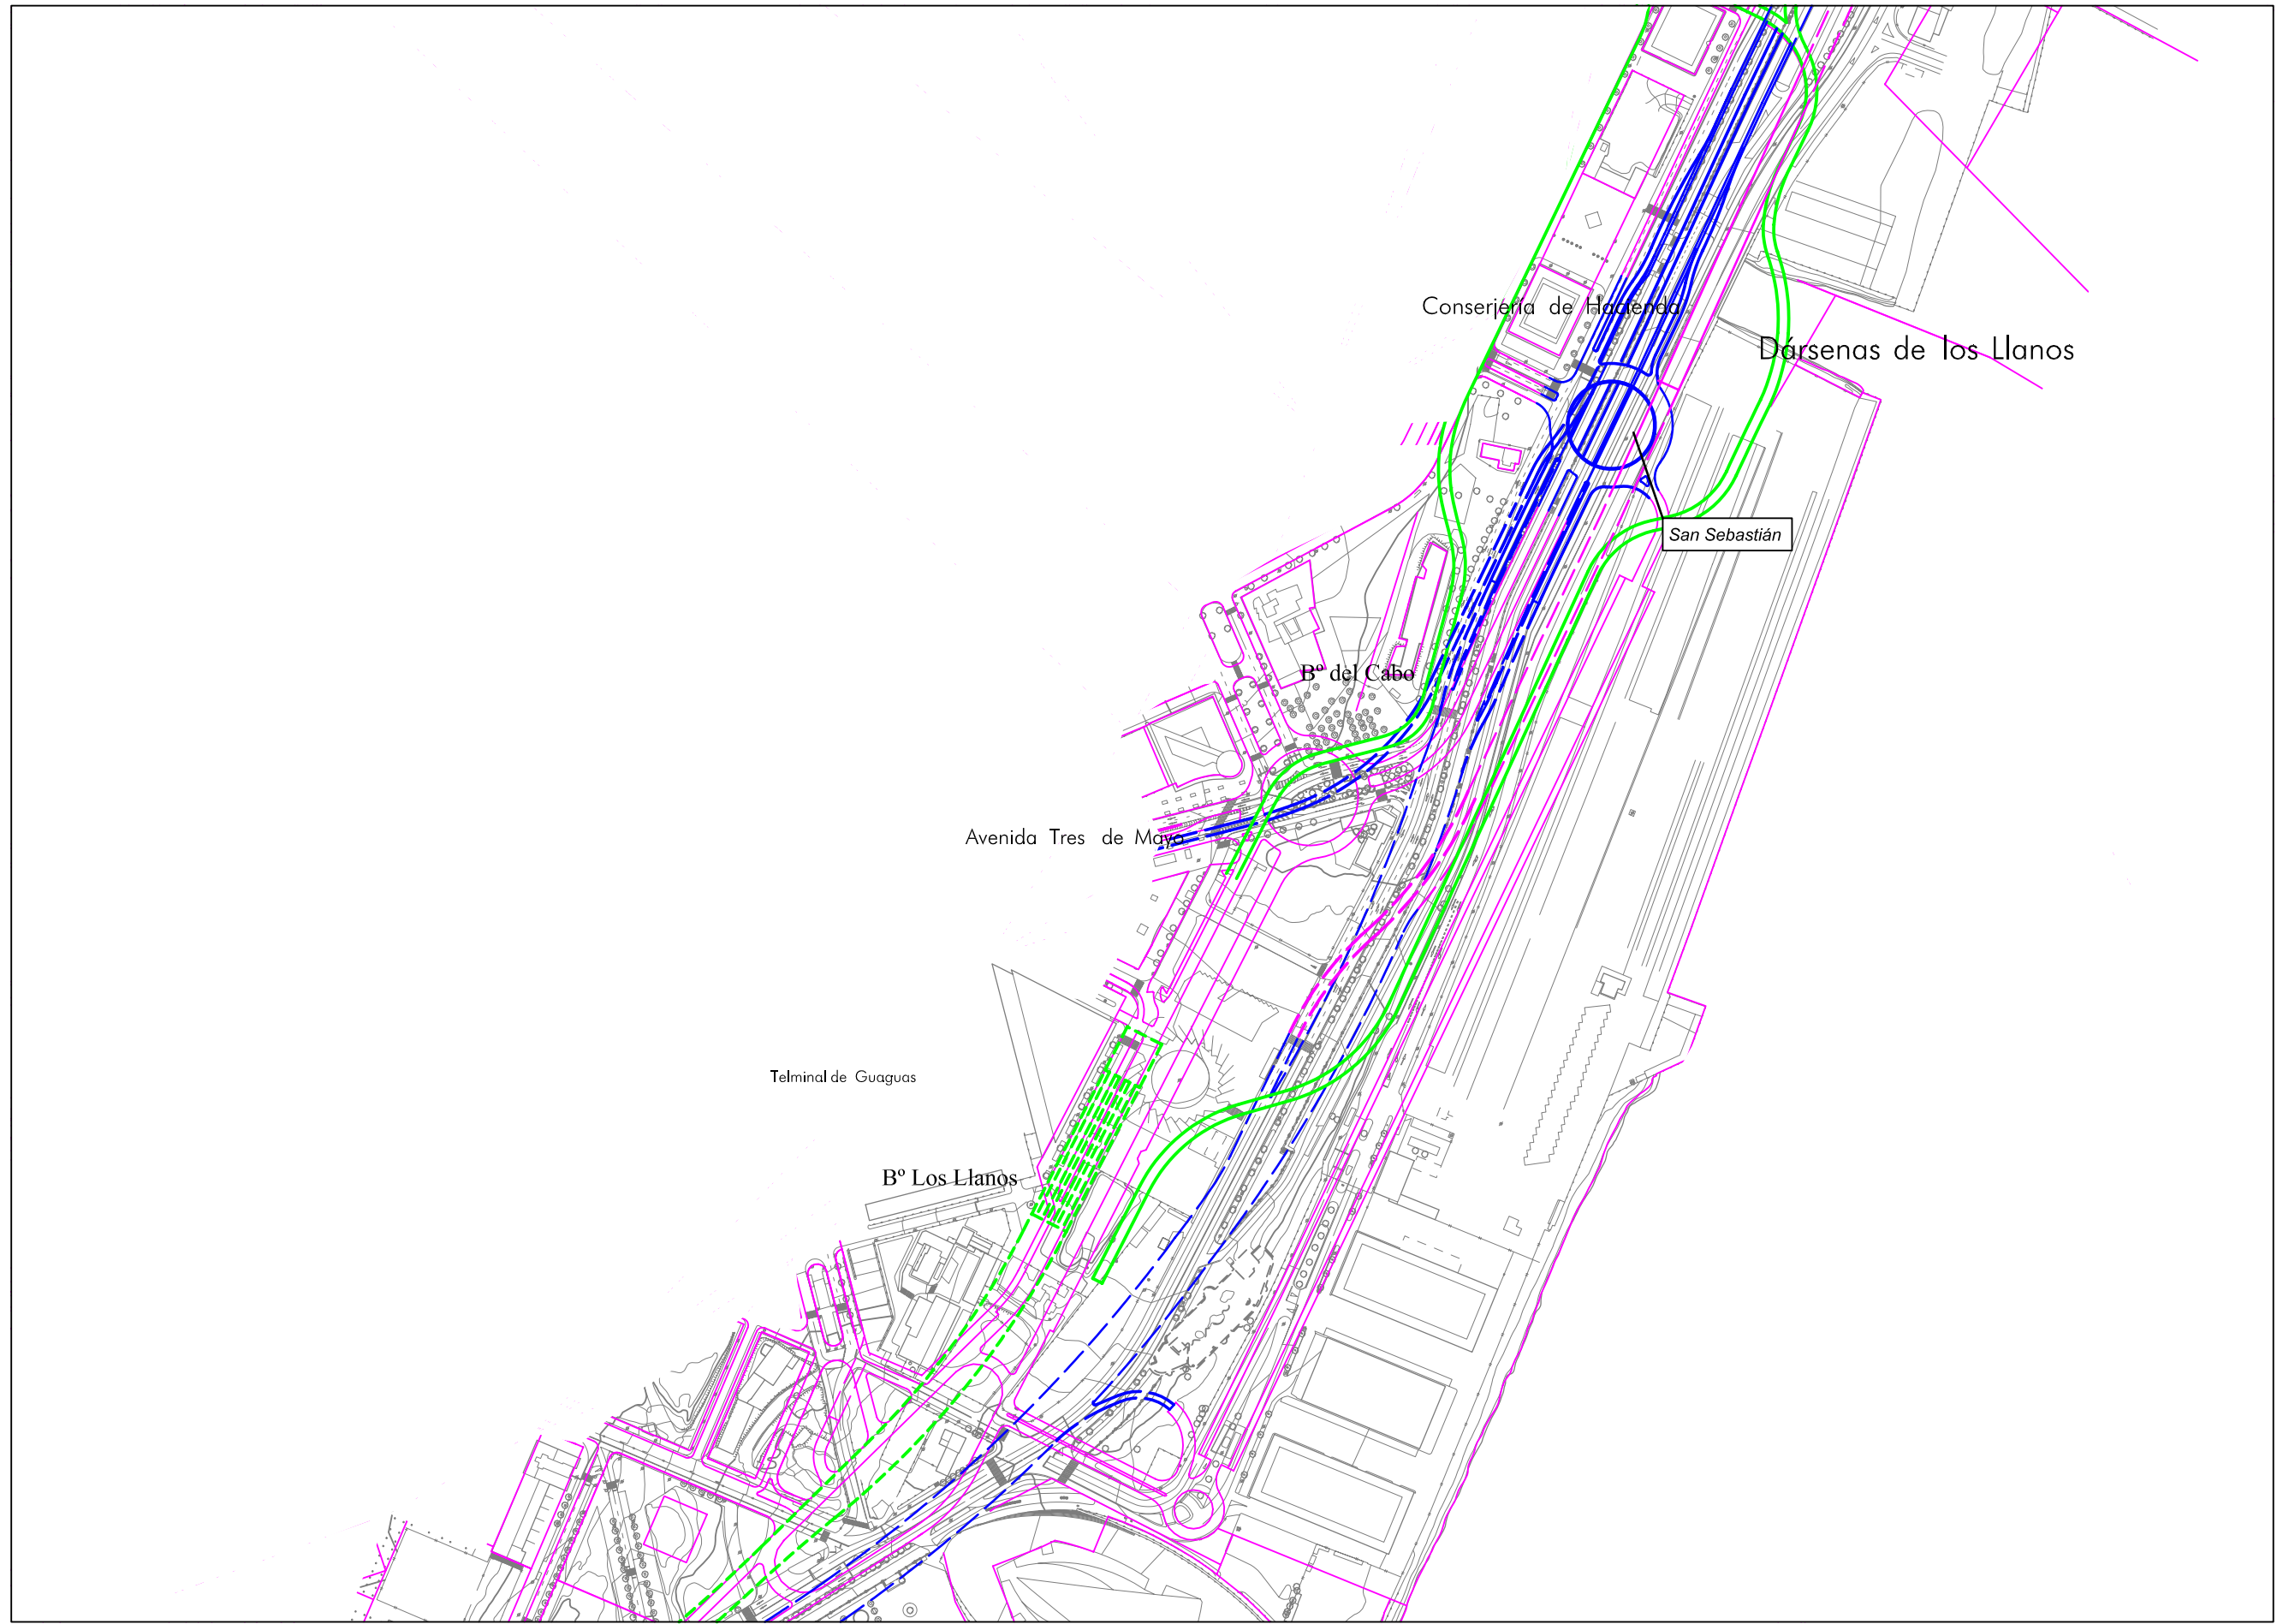 Conserjería de Hacienda
Dársenas de los Llanos
San Sebastián
Bº del Cabo
Avenida Tres de Mayo
Telminal de Guaguas
Bº Los Llanos